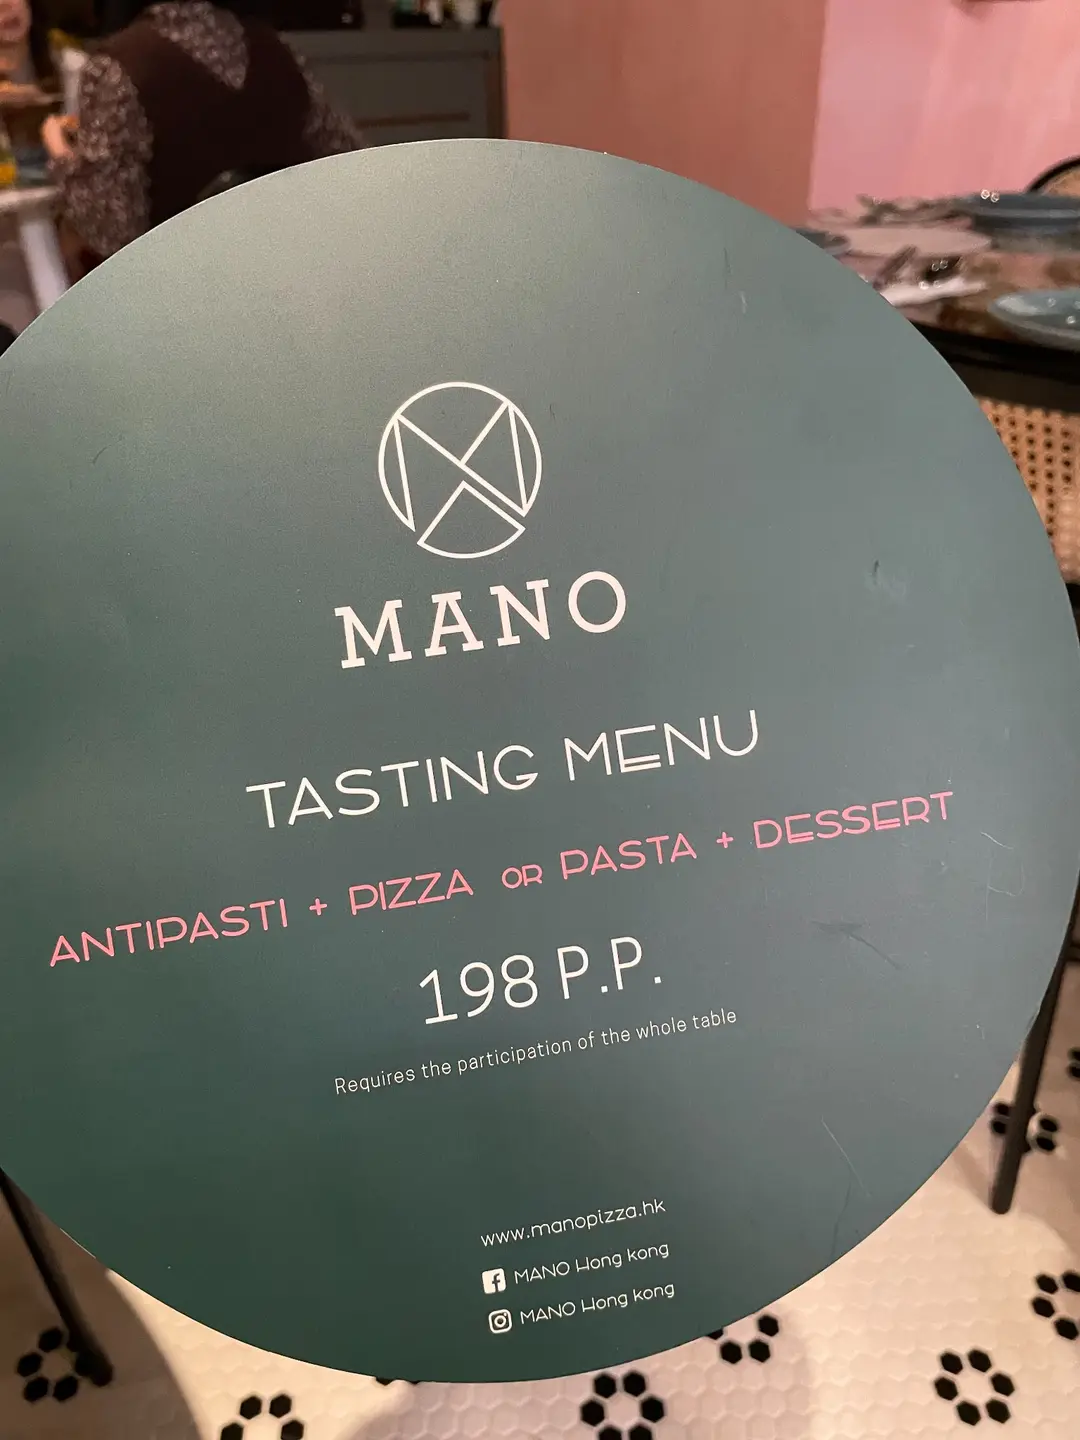 MANO
TASTING MENU
ANTIPASTI + PIZZA OR PASTA + DESSERT
198 P.P.
Requires the participation of the whole table
www.manopizza.hk
MANO Hong kong
MANO Hong kong